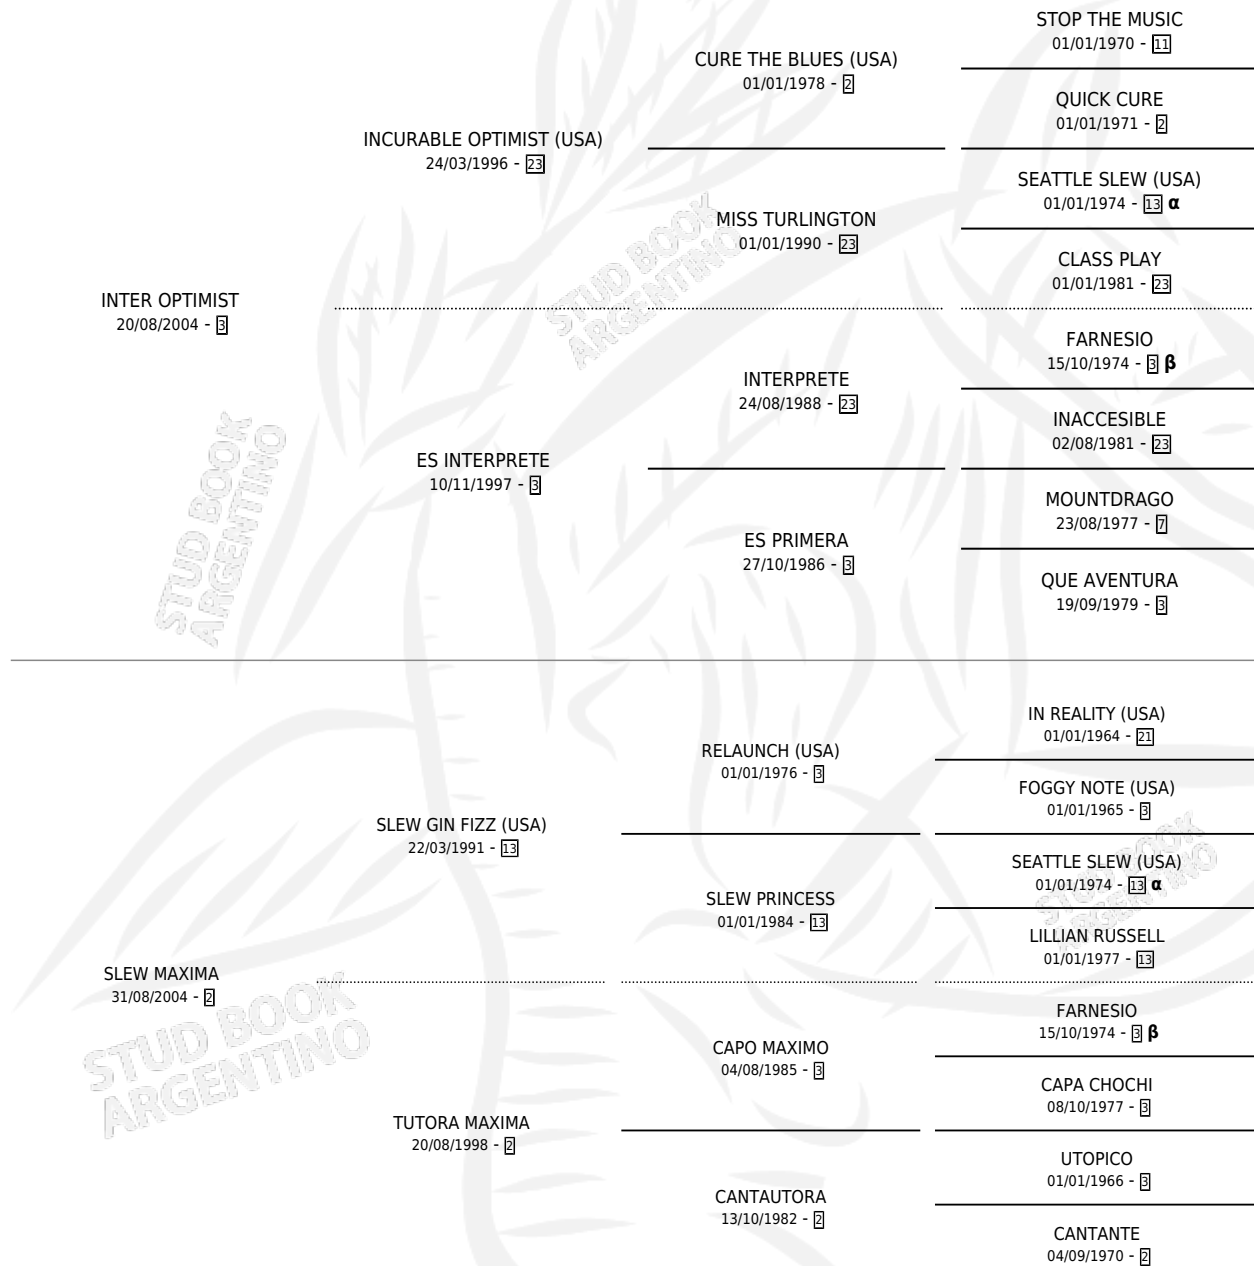 STOP THE MUSIC
01/01/1970 - 11
CURE THE BLUES (USA)
01/01/1978 - 2
QUICK CURE
01/01/1971 - 2
INCURABLE OPTIMIST (USA)
24/03/1996 - 23
SEATTLE SLEW (USA)
01/01/1974 - 13 α
MISS TURLINGTON
01/01/1990 - 23
CLASS PLAY
01/01/1981 - 23
INTER OPTIMIST
20/08/2004 - 3
FARNESIO
15/10/1974 - 3 β
INTERPRETE
24/08/1988 - 23
INACCESIBLE
02/08/1981 - 23
ES INTERPRETE
10/11/1997 - 3
MOUNTDRAGO
23/08/1977 - 7
ES PRIMERA
27/10/1986 - 3
QUE AVENTURA
19/09/1979 - 3
IN REALITY (USA)
01/01/1964 - 21
RELAUNCH (USA)
01/01/1976 - 3
FOGGY NOTE (USA)
01/01/1965 - 3
SLEW GIN FIZZ (USA)
22/03/1991 - 13
SEATTLE SLEW (USA)
01/01/1974 - 13 α
SLEW PRINCESS
01/01/1984 - 13
LILLIAN RUSSELL
01/01/1977 - 13
SLEW MAXIMA
31/08/2004 - 2
FARNESIO
15/10/1974 - 3 β
CAPO MAXIMO
04/08/1985 - 3
CAPA CHOCHI
08/10/1977 - 3
TUTORA MAXIMA
20/08/1998 - 2
UTOPICO
01/01/1966 - 3
CANTAUTORA
13/10/1982 - 2
CANTANTE
04/09/1970 - 2
STUD BOOK
ARGENTINO
STUD BOOK
ARGENTINO
STUD BOOK
ARGENTINO
STUD BOOK
ARGENTINO